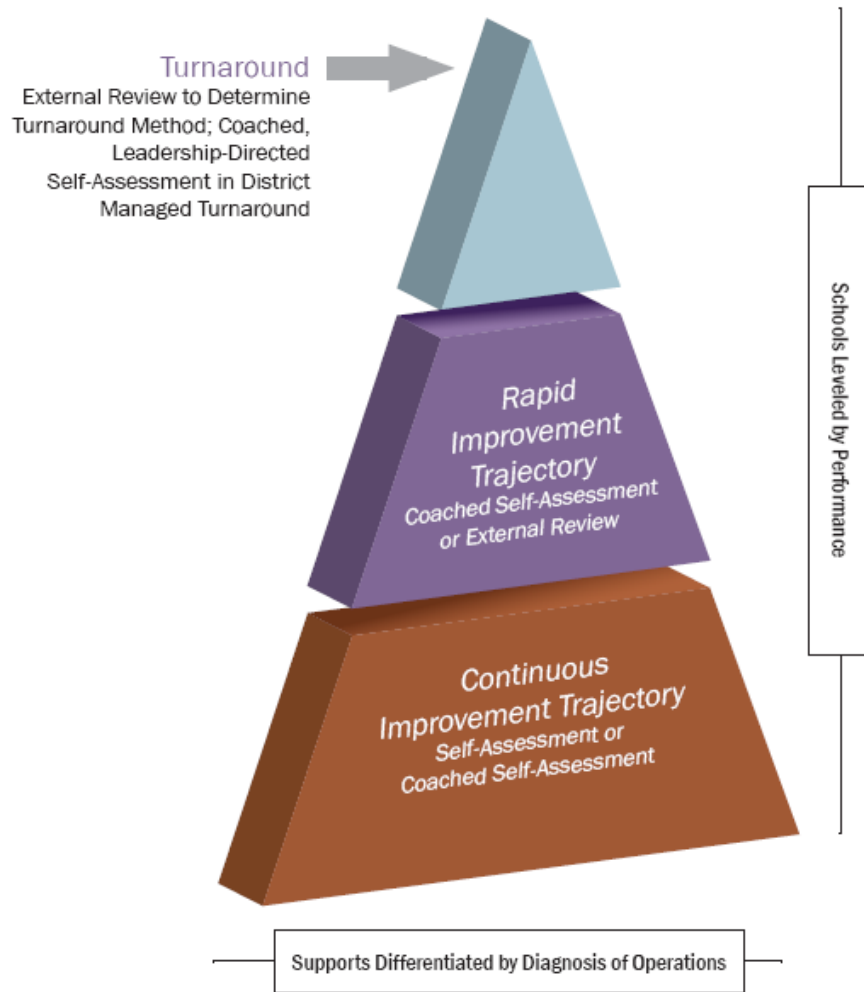 Turnaround
External Review to Determine
Turnaround Method; Coached,
Leadership-Directed
Self-Assessment in District
Managed Turnaround
Rapid
Improvement
Trajectory
Coached Self-Assessment
or External Review
Continuous
Improvement Trajectory
Self-Assessment or
Coached Self-Assessment
Schools Leveled by Performance
Supports Differentiated by Diagnosis of Operations